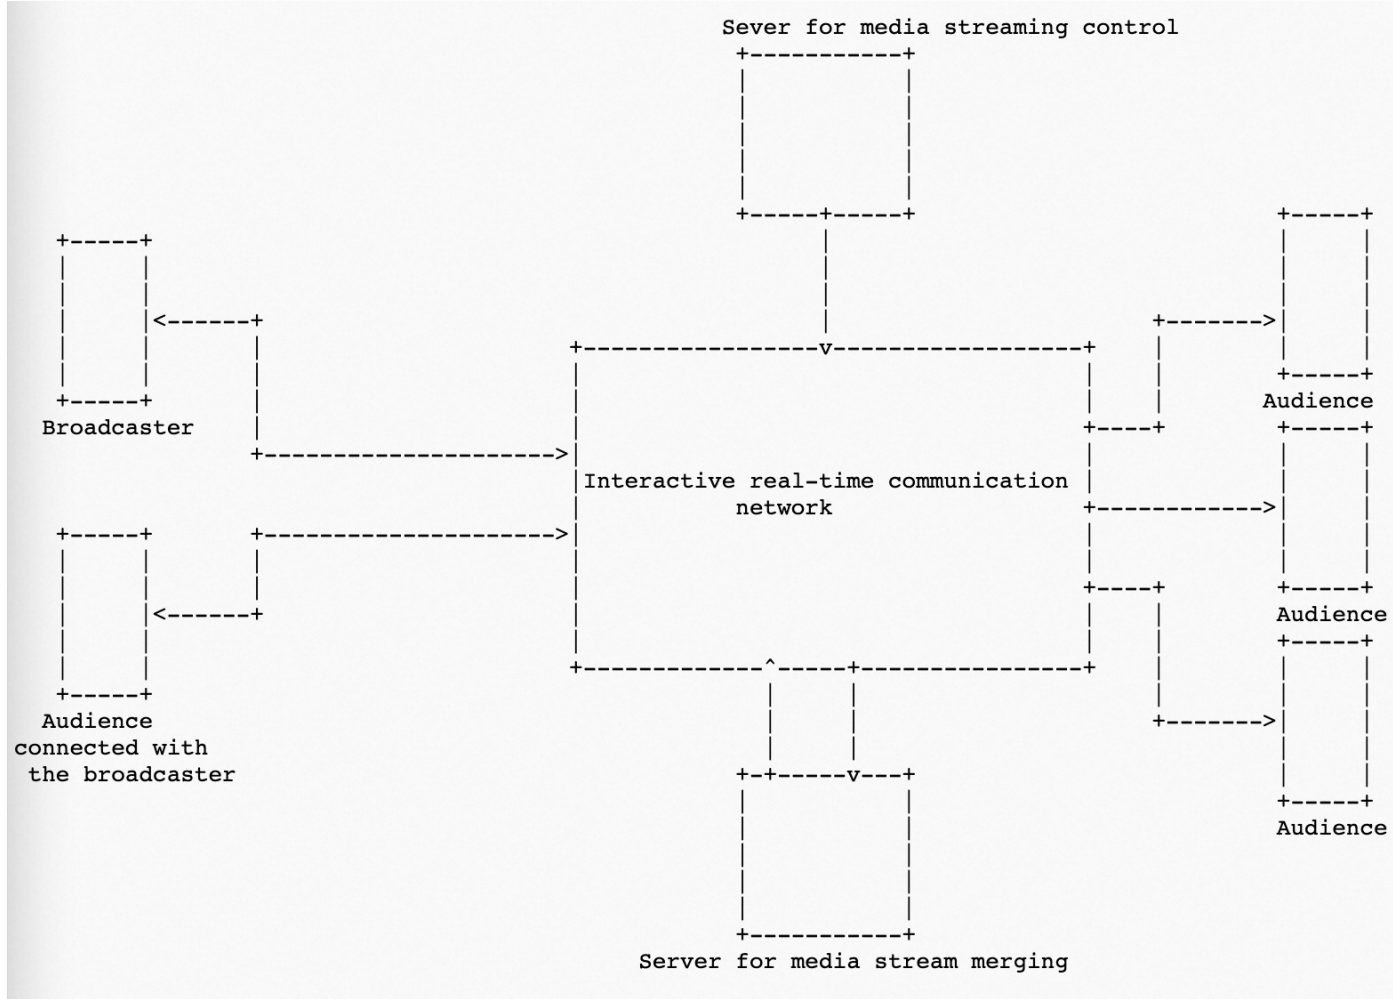 Sever for media streaming control
Broadcaster
Audience
Interactive real-time communication
network
Audience
Audience
connected with
the broadcaster
Audience
Server for media stream merging